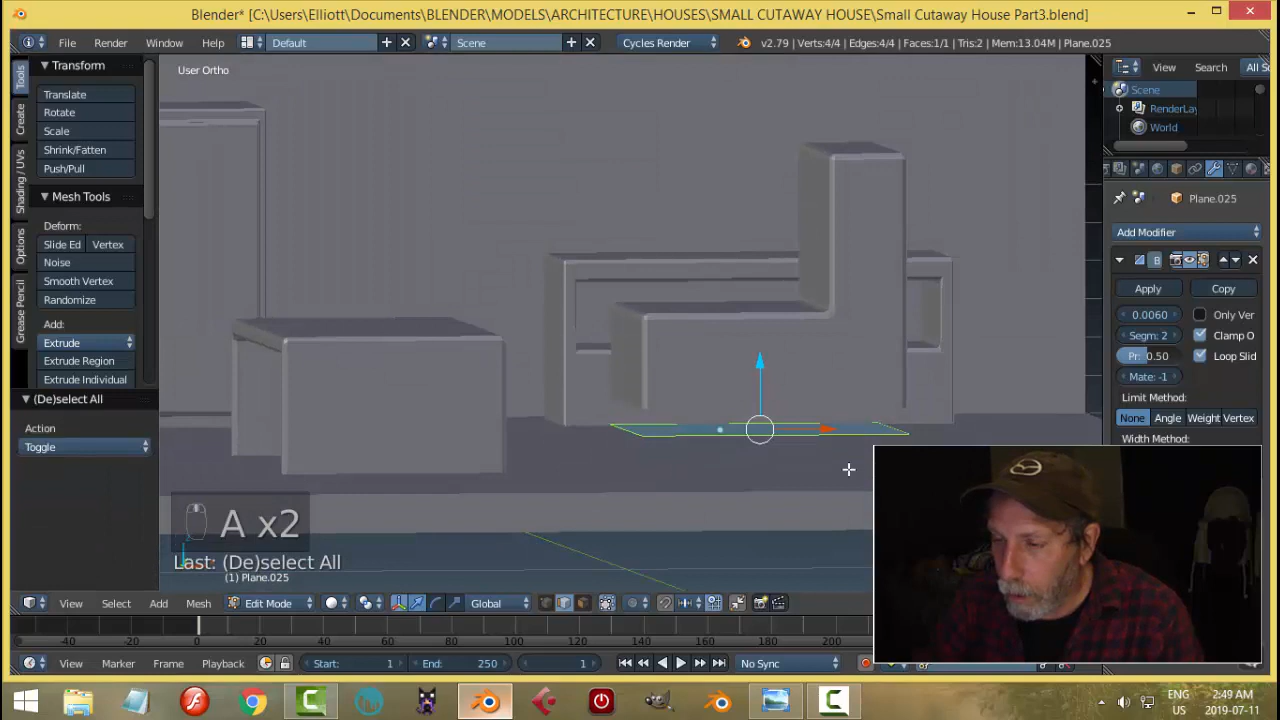 Blender* [C:\Users\Elliott\Documents\BLENDER\MODELS\ARCHITECTURE\HOUSES\SMALL CUTAWAY HOUSE\Small Cutaway House Part3.blend]
File Render Window Help Default Scene Cycles Render v2.79 | Verts:4/4 | Edges:4/4 | Faces:1/1 | Tris:2 | Mem:13.04M | Plane.025
Tools
Create
Shading / UVs
Options
Grease Pencil
Transform
Translate
Rotate
Scale
Shrink/Fatten
Push/Pull
Mesh Tools
Deform:
Slide Ed Vertex
Noise
Smooth Vertex
Randomize
Add:
Extrude
Extrude Region
Extrude Individual
(De)select All
Action
Toggle
User Ortho
A x2
Last: (De)select All
(1) Plane.025
View Search All S
Scene
RenderLay
World
Plane.025
Add Modifier
B
Apply Copy
0.0060 Only Ver
Segm: 2 Clamp O
Pr: 0.50 Loop Slid
Mate: -1
Limit Method:
None Angle Weight Vertex
Width Method:
View Select Add Mesh Edit Mode Global
-40 -20 0 20 40 60 80 100 120 140 160 180 200
View Marker Frame Playback Start: 1 End: 250 1 No Sync
ENG
US
2:49 AM
2019-07-11